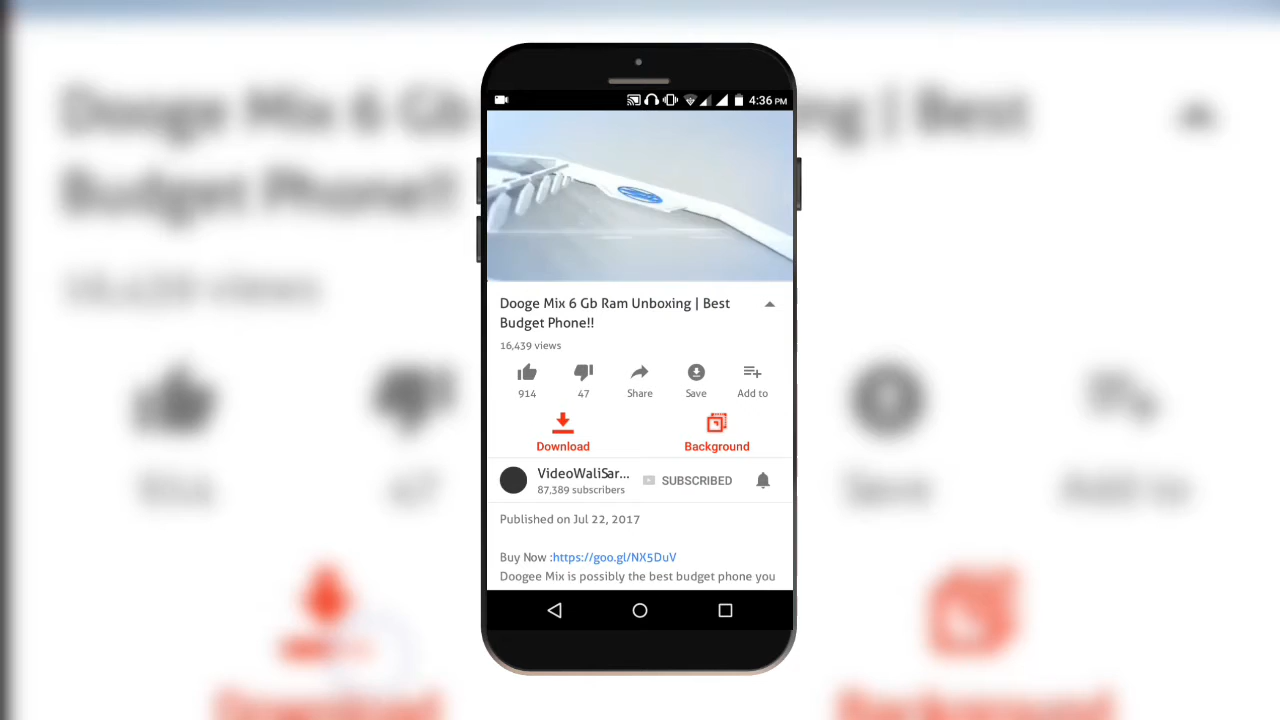 4:36 PM
Dooge Mix 6 Gb Ram Unboxing | Best
Budget Phone!!
16,439 views
914
47
Share
Save
Add to
Download
Background
VideoWaliSar...
87,389 subscribers
SUBSCRIBED
Published on Jul 22, 2017
Buy Now :https://goo.gl/NX5DuV
Doogee Mix is possibly the best budget phone you